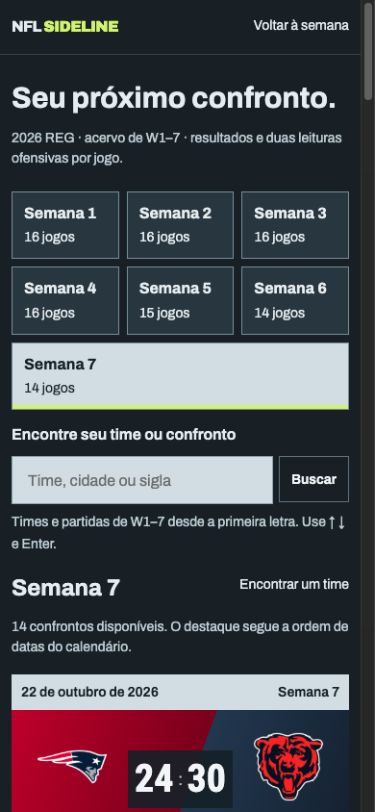 NFL SIDELINE
Voltar à semana
Seu próximo confronto.
2026 REG · acervo de W1–7 · resultados e duas leituras
ofensivas por jogo.
Semana 1
16 jogos
Semana 2
16 jogos
Semana 3
16 jogos
Semana 4
16 jogos
Semana 5
15 jogos
Semana 6
14 jogos
Semana 7
14 jogos
Encontre seu time ou confronto
Time, cidade ou sigla
Buscar
Times e partidas de W1–7 desde a primeira letra. Use ↑ ↓
e Enter.
Semana 7
Encontrar um time
14 confrontos disponíveis. O destaque segue a ordem de
datas do calendário.
22 de outubro de 2026
Semana 7
24:30